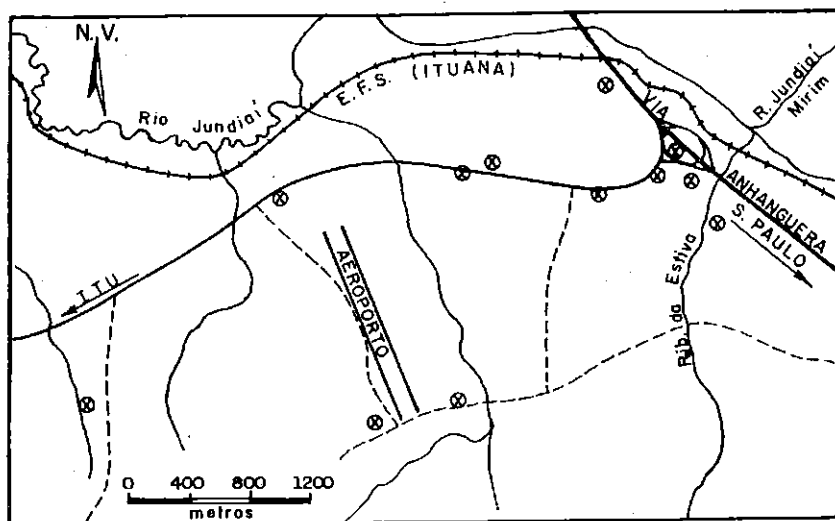 N. V.
Rio Jundiaí
E. F. S. (ITUANA)
VIA
ANHANGUERA
R. Jundiaí
Mirim
S. PAULO
ITU
AEROPORTO
Rib. da Estiva
0 400 800 1200
metros